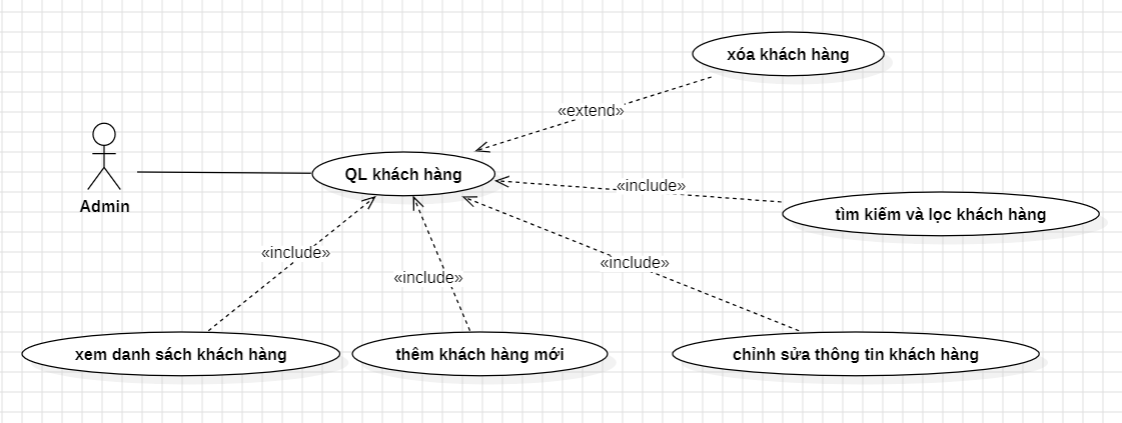 xóa khách hàng
«extend»
QL khách hàng
«include»
Admin
tìm kiếm và lọc khách hàng
«include»
«include»
«include»
xem danh sách khách hàng
thêm khách hàng mới
chỉnh sửa thông tin khách hàng